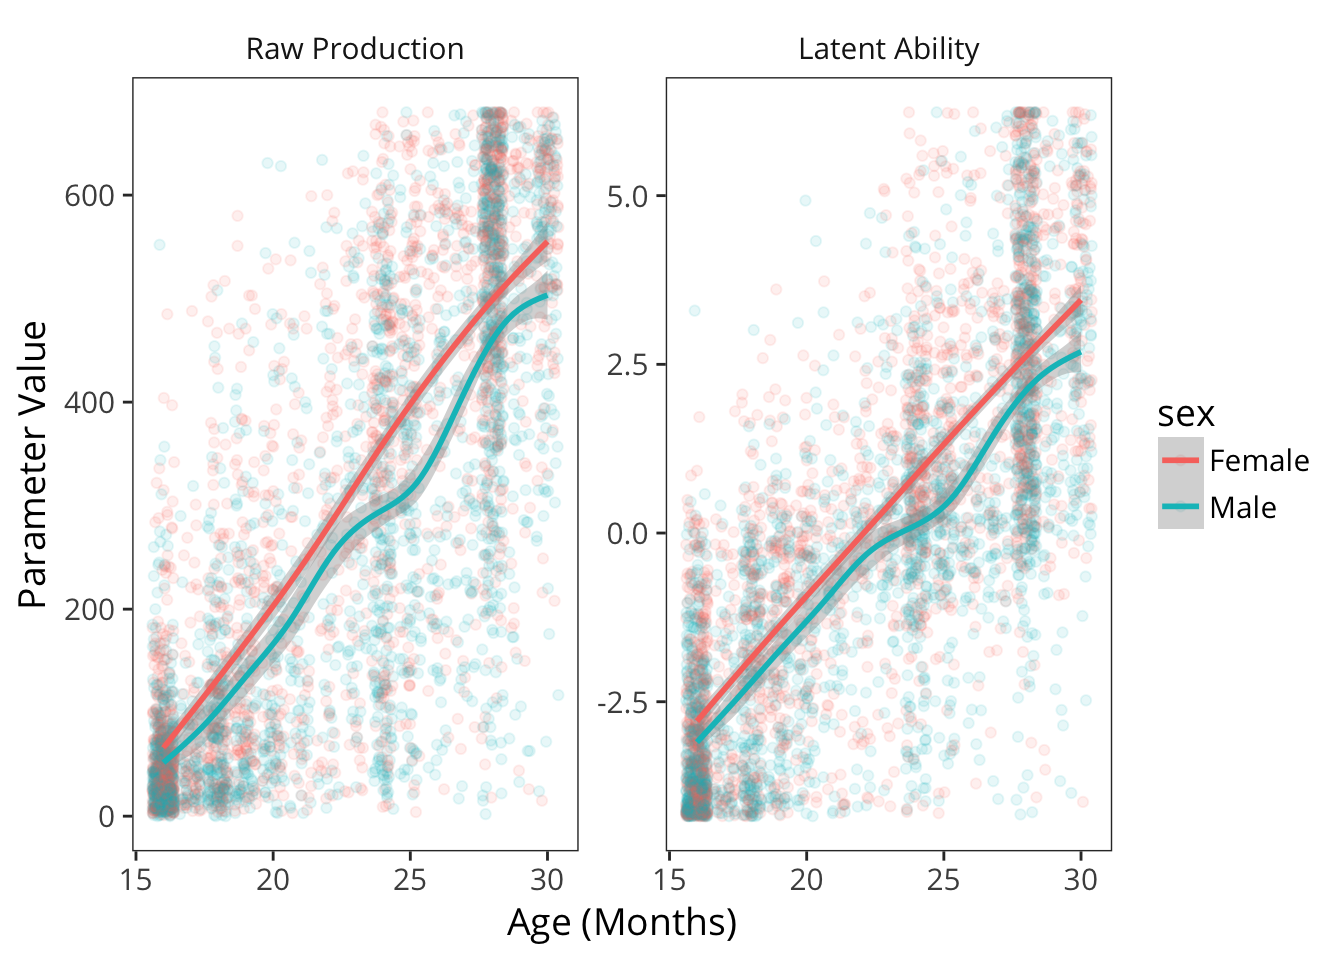 Raw Production
Latent Ability
Parameter Value
600
400
200
0
5.0
2.5
0.0
-2.5
15
20
25
30
15
20
25
30
Age (Months)
sex
Female
Male